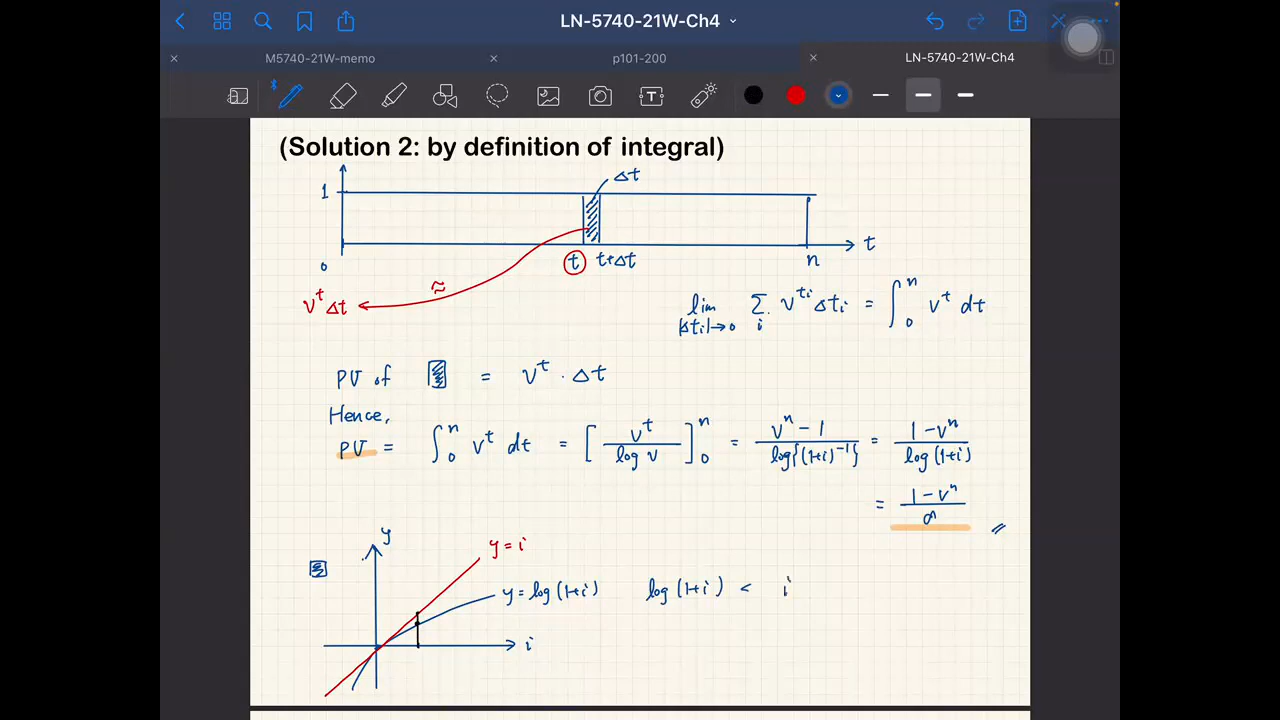 LN-5740-21W-Ch4
M5740-21W-memo
p101-200
LN-5740-21W-Ch4
(Solution 2: by definition of integral)
Δt
1
0
t t+Δt n t
≈
v^t Δt
lim_{|Δti|→0} Σ_i v^{ti} Δti = ∫_0^n v^t dt
PV of = v^t · Δt
Hence,
PV = ∫_0^n v^t dt = [v^t / log v]_0^n = (v^n − 1) / log{(1+i)^{-1}} = (1 − v^n) / log(1+i)
= (1 − v^n) / δ
y
y = i
y = log(1+i) log(1+i) < i
i